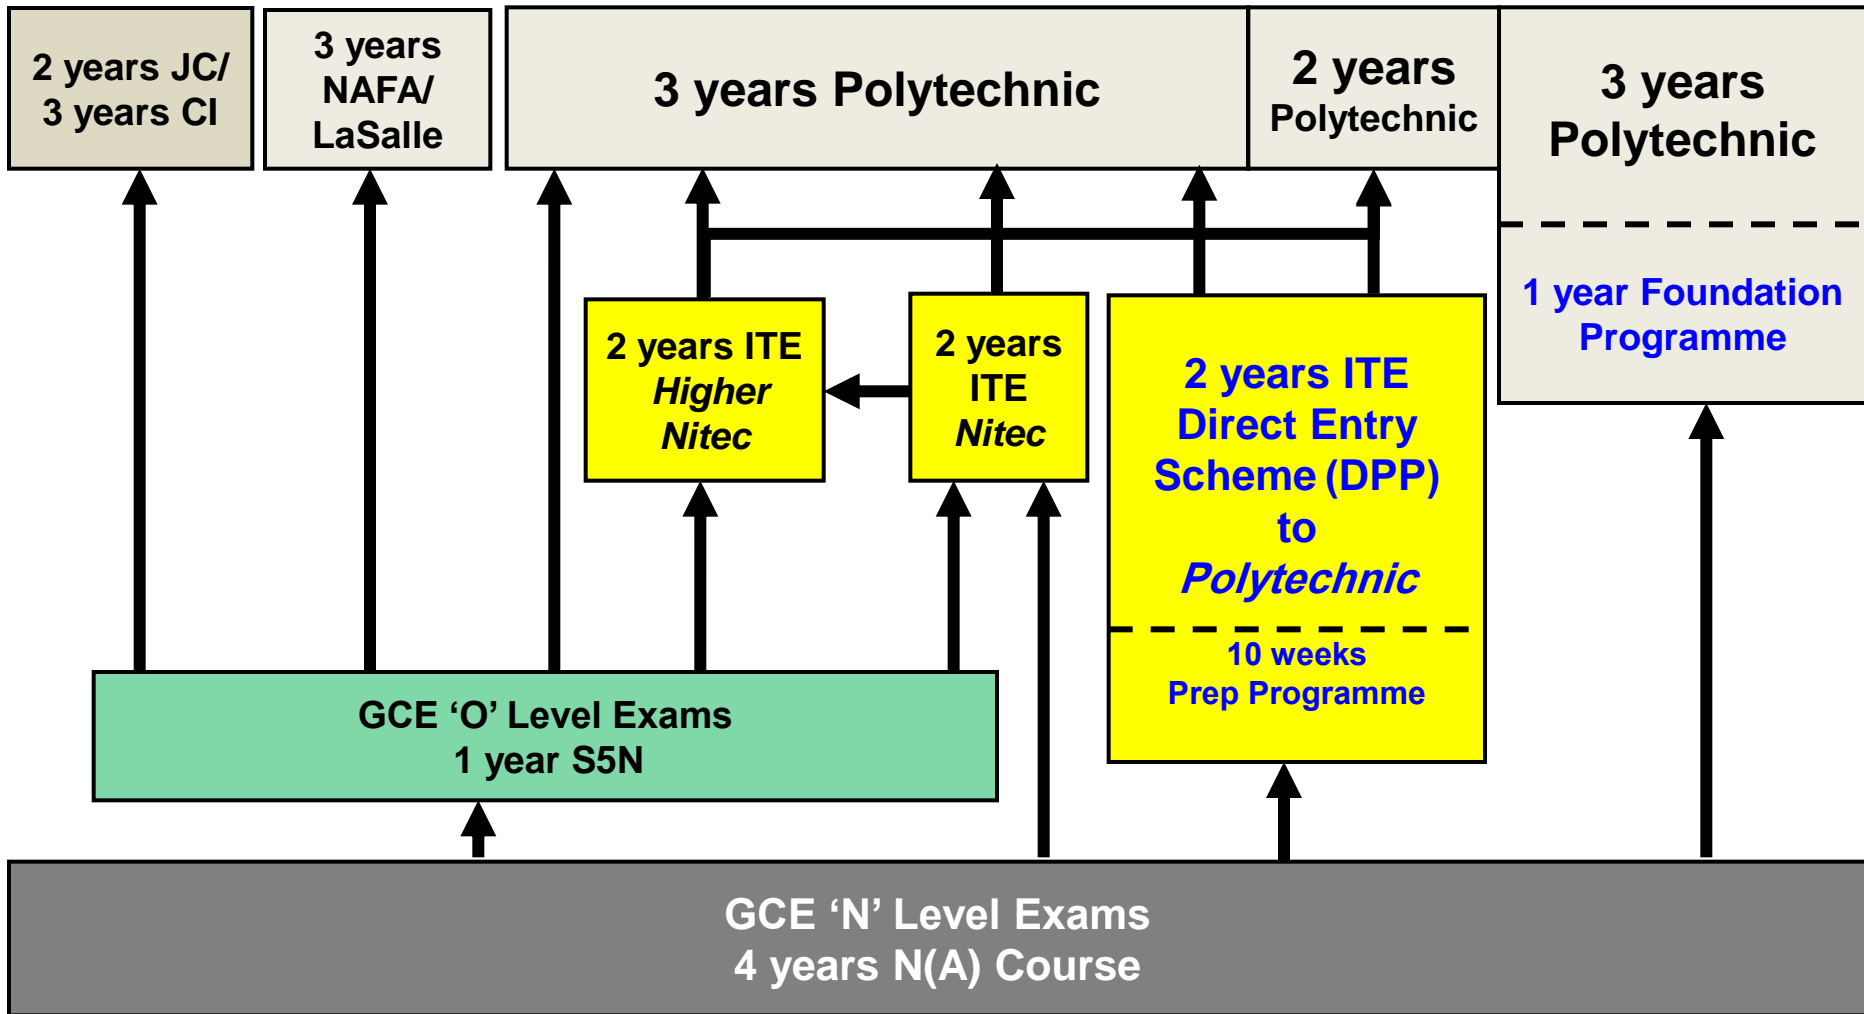 2 years JC/
3 years CI
3 years
NAFA/
LaSalle
3 years Polytechnic
2 years
Polytechnic
3 years
Polytechnic
1 year Foundation
Programme
2 years ITE
Higher
Nitec
2 years
ITE
Nitec
2 years ITE
Direct Entry
Scheme (DPP)
to
Polytechnic
10 weeks
Prep Programme
GCE ‘O’ Level Exams
1 year S5N
GCE ‘N’ Level Exams
4 years N(A) Course